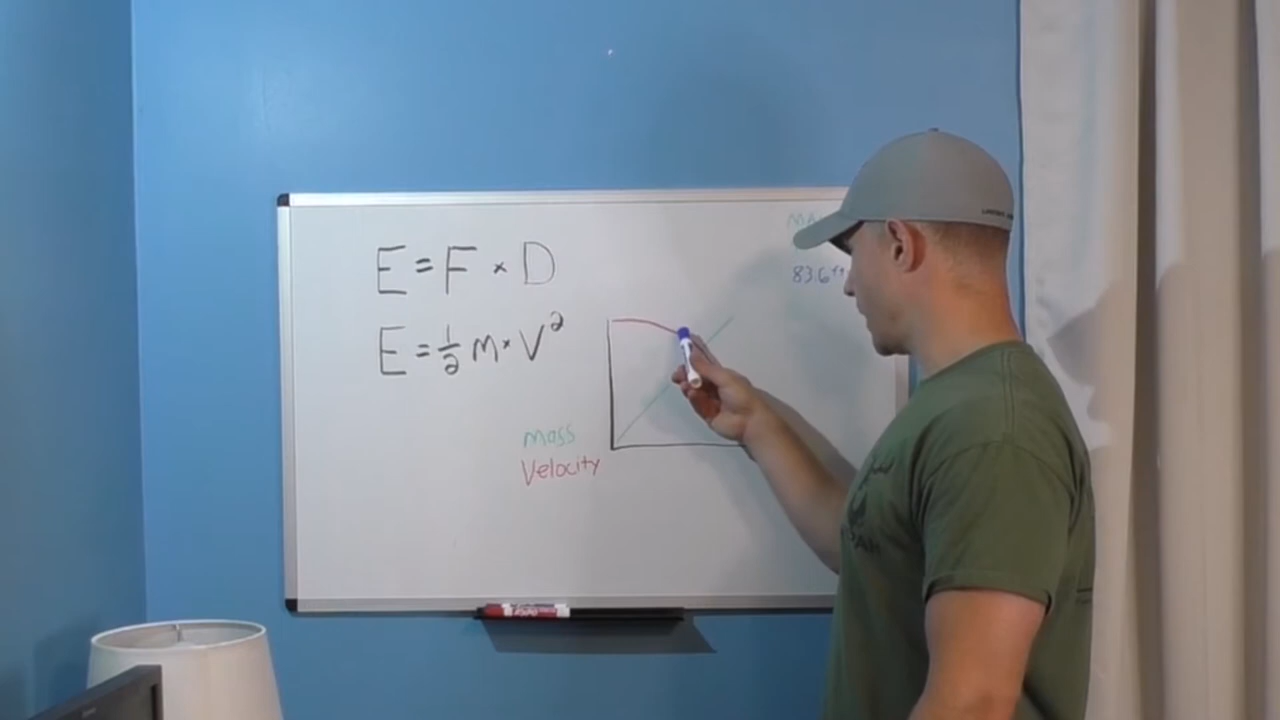 E = F × D
E = ½ m × V²
Mass
Velocity
83.6